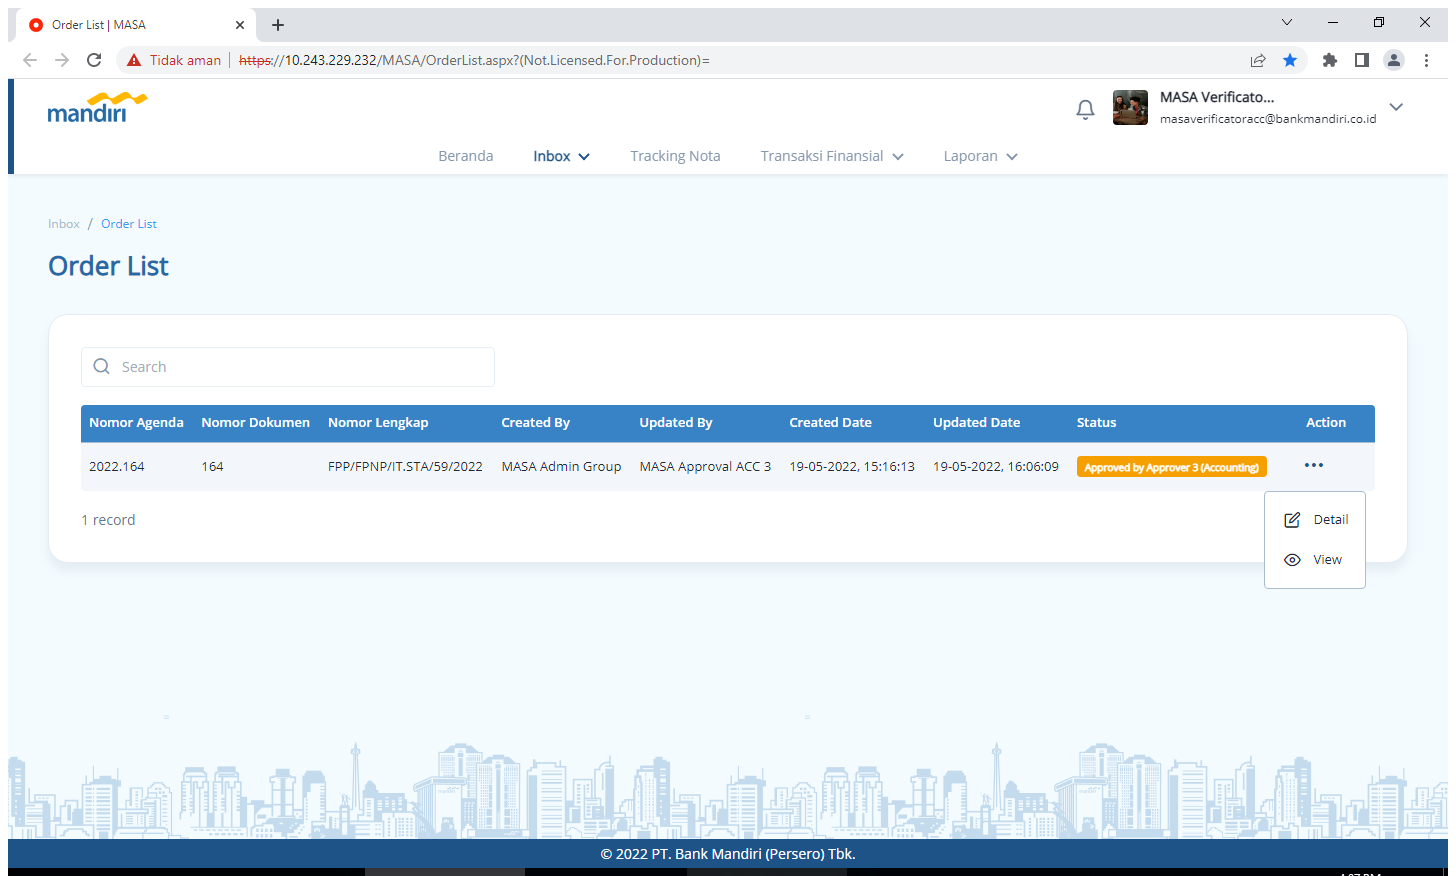 Order List | MASA
Tidak aman https://10.243.229.232/MASA/OrderList.aspx?(Not.Licensed.For.Production)=
mandiri
MASA Verificato...
masaverificatoracc@bankmandiri.co.id
Beranda Inbox Tracking Nota Transaksi Finansial Laporan
Inbox / Order List
Order List
Search
Nomor Agenda Nomor Dokumen Nomor Lengkap Created By Updated By Created Date Updated Date Status Action
2022.164 164 FPP/FPNP/IT.STA/59/2022 MASA Admin Group MASA Approval ACC 3 19-05-2022, 15:16:13 19-05-2022, 16:06:09 Approved by Approver 3 (Accounting) •••
1 record
Detail
View
© 2022 PT. Bank Mandiri (Persero) Tbk.